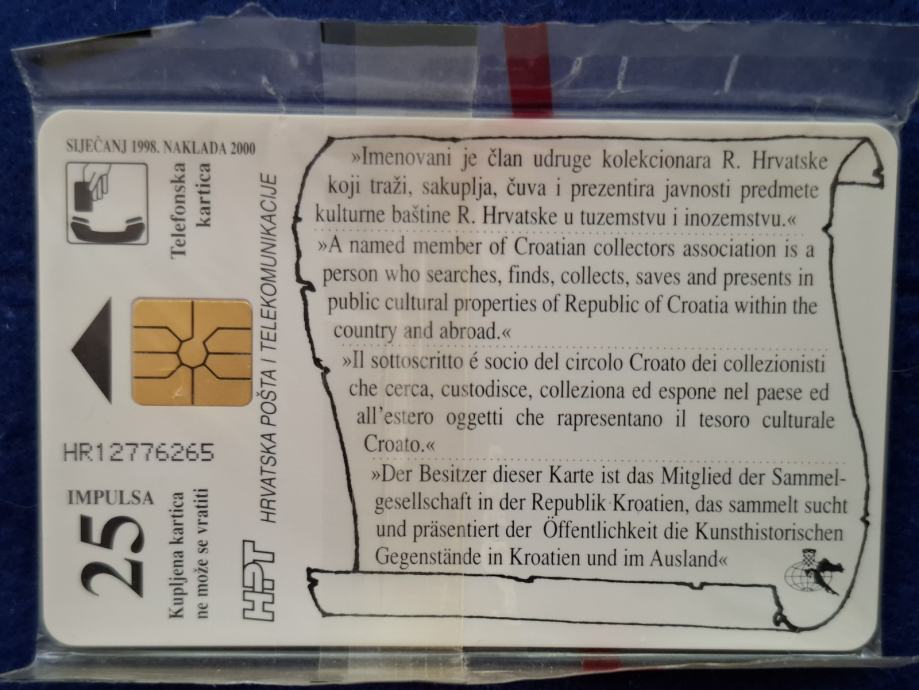 SIJEČANJ 1998. NAKLADA 2000
Telefonska
kartica
HR12776265
IMPULSA
25
Kupljena kartica
ne može se vratiti
HPT
HRVATSKA POŠTA I TELEKOMUNIKACIJE
»Imenovani je član udruge kolekcionara R. Hrvatske
koji traži, sakuplja, čuva i prezentira javnosti predmete
kulturne baštine R. Hrvatske u tuzemstvu i inozemstvu.«
»A named member of Croatian collectors association is a
person who searches, finds, collects, saves and presents in
public cultural properties of Republic of Croatia within the
country and abroad.«
»Il sottoscritto é socio del circolo Croato dei collezionisti
che cerca, custodisce, colleziona ed espone nel paese ed
all'estero oggetti che rapresentano il tesoro culturale
Croato.«
»Der Besitzer dieser Karte ist das Mitglied der Sammel-
gesellschaft in der Republik Kroatien, das sammelt sucht
und präsentiert der Öffentlichkeit die Kunsthistorischen
Gegenstände in Kroatien und im Ausland«